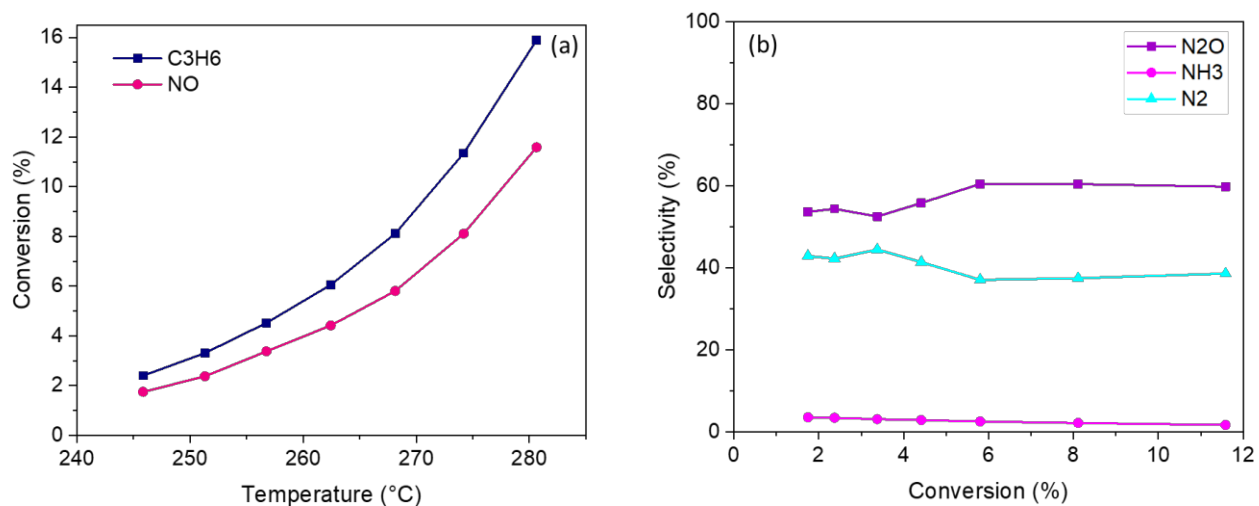 (a)
C3H6
NO
Conversion (%)
16
14
12
10
8
6
4
2
0
240
250
260
270
280
Temperature (°C)
(b)
N2O
NH3
N2
Selectivity (%)
100
80
60
40
20
0
0
2
4
6
8
10
12
Conversion (%)